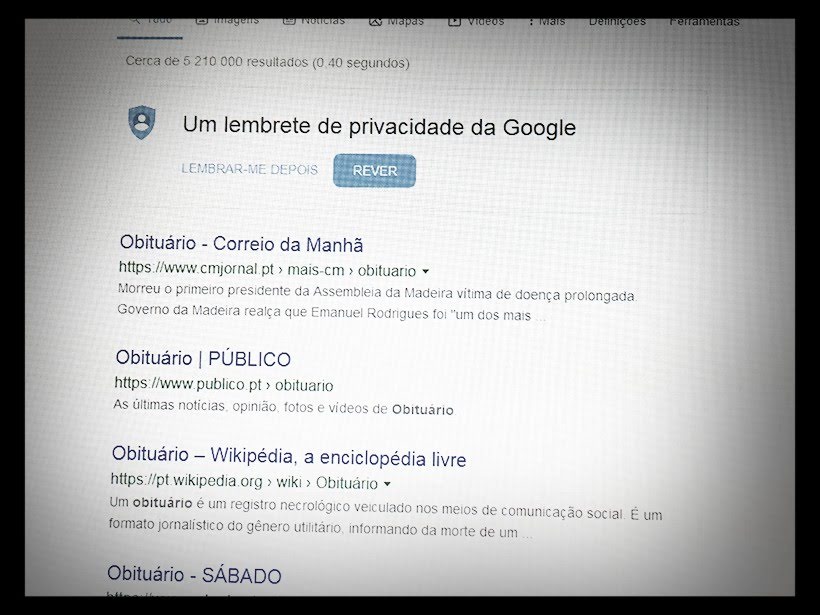 Todo Imagens Notícias Mapas Vídeos Mais Definições Ferramentas
Cerca de 5 210 000 resultados (0,40 segundos)
Um lembrete de privacidade da Google
LEMBRAR-ME DEPOIS REVER
Obituário - Correio da Manhã
https://www.cmjornal.pt › mais-cm › obituario
Morreu o primeiro presidente da Assembleia da Madeira vítima de doença prolongada
Governo da Madeira realça que Emanuel Rodrigues foi "um dos mais ...
Obituário | PÚBLICO
https://www.publico.pt › obituario
As últimas notícias, opinião, fotos e vídeos de Obituário
Obituário – Wikipédia, a enciclopédia livre
https://pt.wikipedia.org › wiki › Obituário
Um obituário é um registro necrológico veiculado nos meios de comunicação social. É um
formato jornalístico do gênero utilitário, informando da morte de um ...
Obituário - SÁBADO